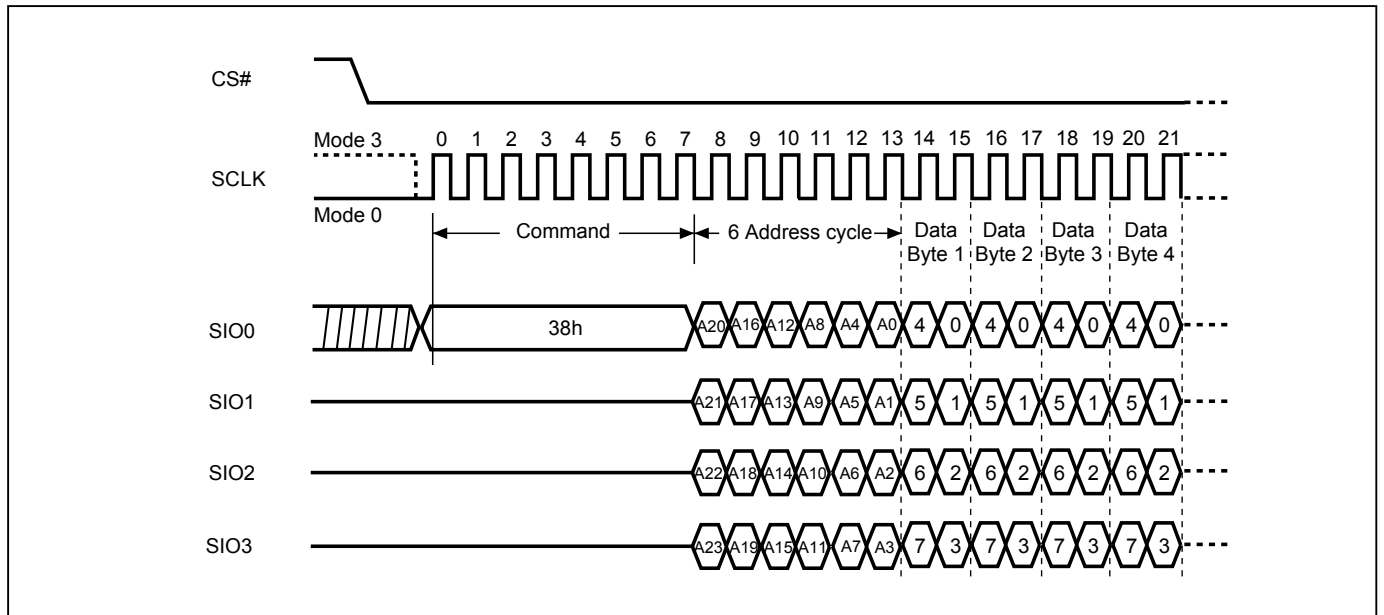 CS#
Mode 3 0 1 2 3 4 5 6 7 8 9 10 11 12 13 14 15 16 17 18 19 20 21
SCLK
Mode 0
Command 6 Address cycle Data Data Data Data
Byte 1 Byte 2 Byte 3 Byte 4
SIO0 38h A20 A16 A12 A8 A4 A0 4 0 4 0 4 0 4 0
SIO1 A21 A17 A13 A9 A5 A1 5 1 5 1 5 1 5 1
SIO2 A22 A18 A14 A10 A6 A2 6 2 6 2 6 2 6 2
SIO3 A23 A19 A15 A11 A7 A3 7 3 7 3 7 3 7 3